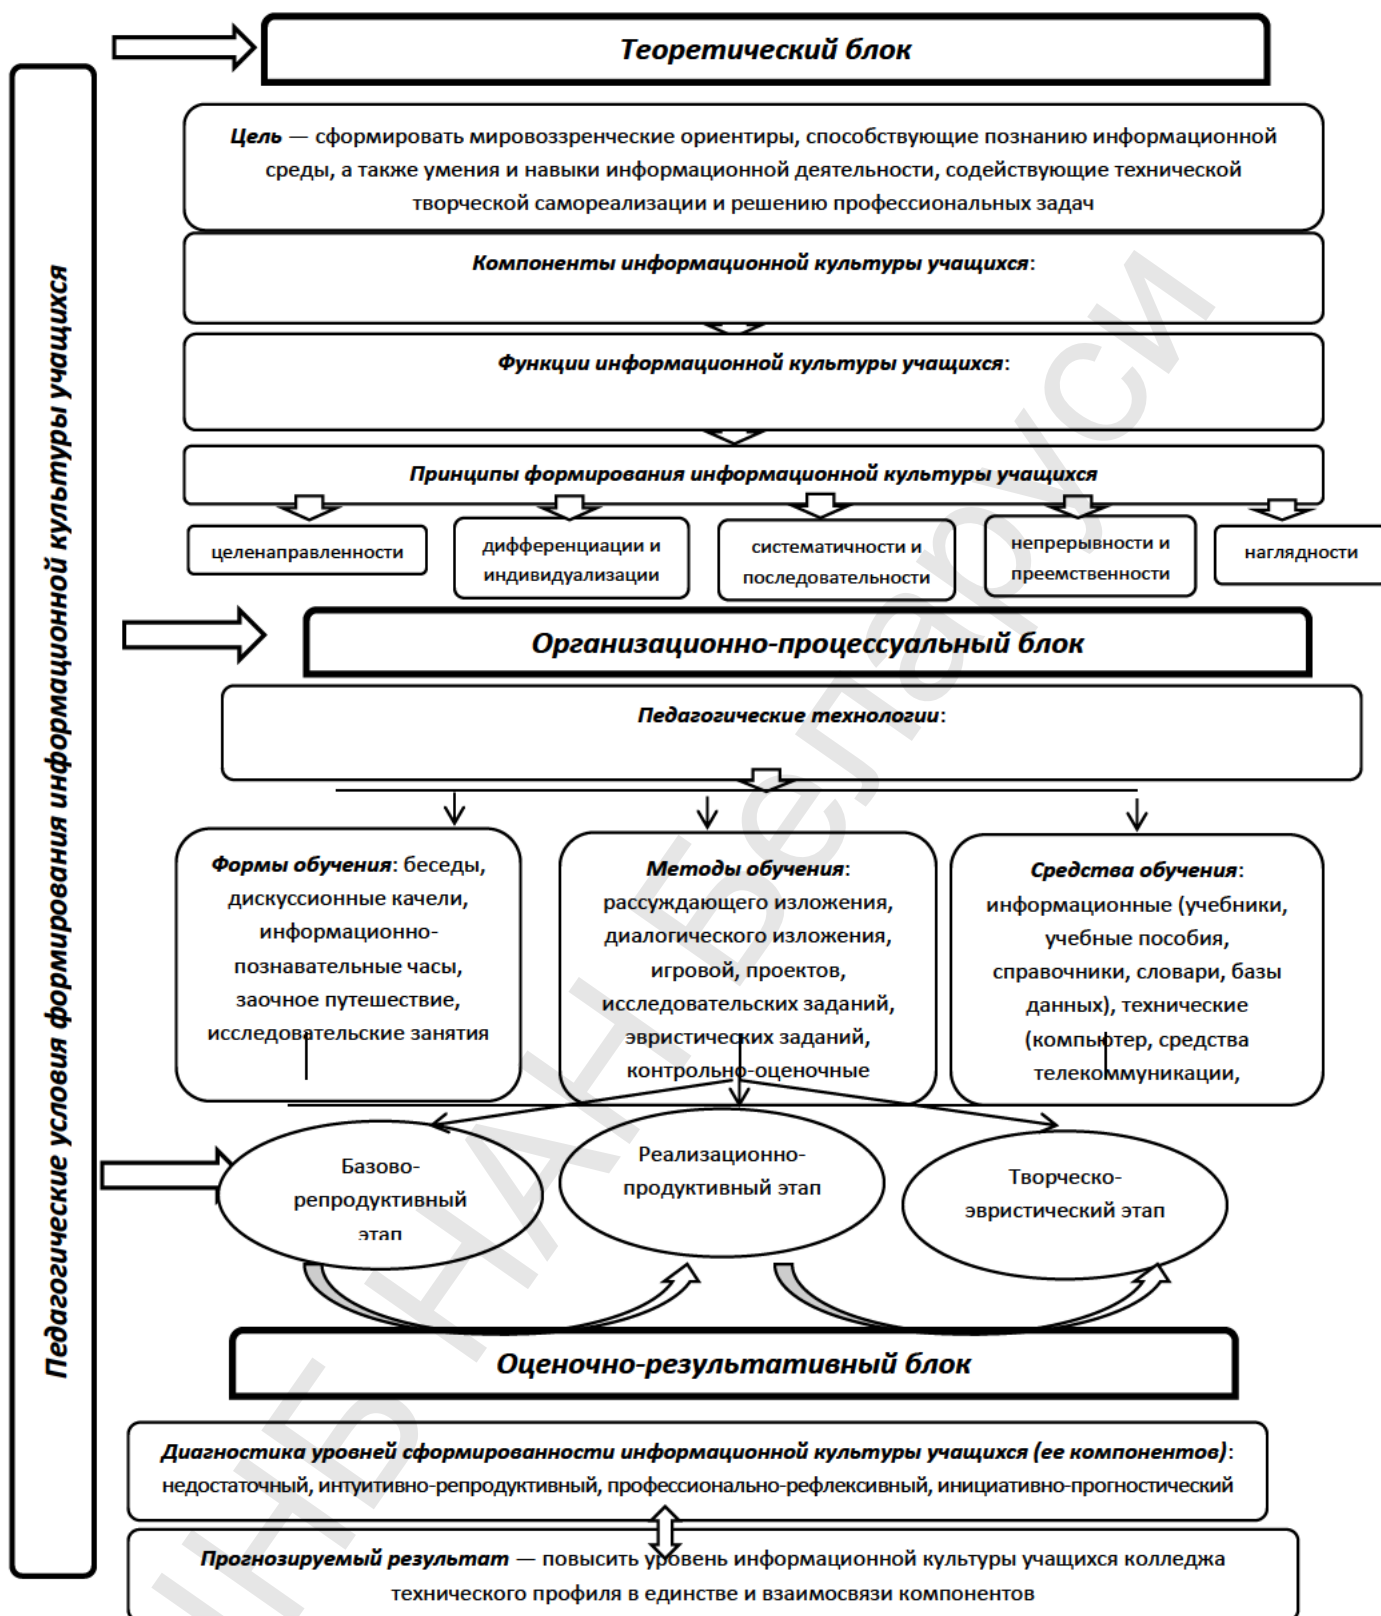 Педагогические условия формирования информационной культуры учащихся
Теоретический блок
Цель — сформировать мировоззренческие ориентиры, способствующие познанию информационной
среды, а также умения и навыки информационной деятельности, содействующие технической
творческой самореализации и решению профессиональных задач
Компоненты информационной культуры учащихся:
Функции информационной культуры учащихся:
Принципы формирования информационной культуры учащихся
целенаправленности
дифференциации и
индивидуализации
систематичности и
последовательности
непрерывности и
преемственности
наглядности
Организационно-процессуальный блок
Педагогические технологии:
Формы обучения: беседы,
дискуссионные качели,
информационно-
познавательные часы,
заочное путешествие,
исследовательские занятия
Методы обучения:
рассуждающего изложения,
диалогического изложения,
игровой, проектов,
исследовательских заданий,
эвристических заданий,
контрольно-оценочные
Средства обучения:
информационные (учебники,
учебные пособия,
справочники, словари, базы
данных), технические
(компьютер, средства
телекоммуникации,
Базово-
репродуктивный
этап
Реализационно-
продуктивный этап
Творческо-
эвристический этап
Оценочно-результативный блок
Диагностика уровней сформированности информационной культуры учащихся (ее компонентов):
недостаточный, интуитивно-репродуктивный, профессионально-рефлексивный, инициативно-прогностический
Прогнозируемый результат — повысить уровень информационной культуры учащихся колледжа
технического профиля в единстве и взаимосвязи компонентов
НБ НАН Беларуси